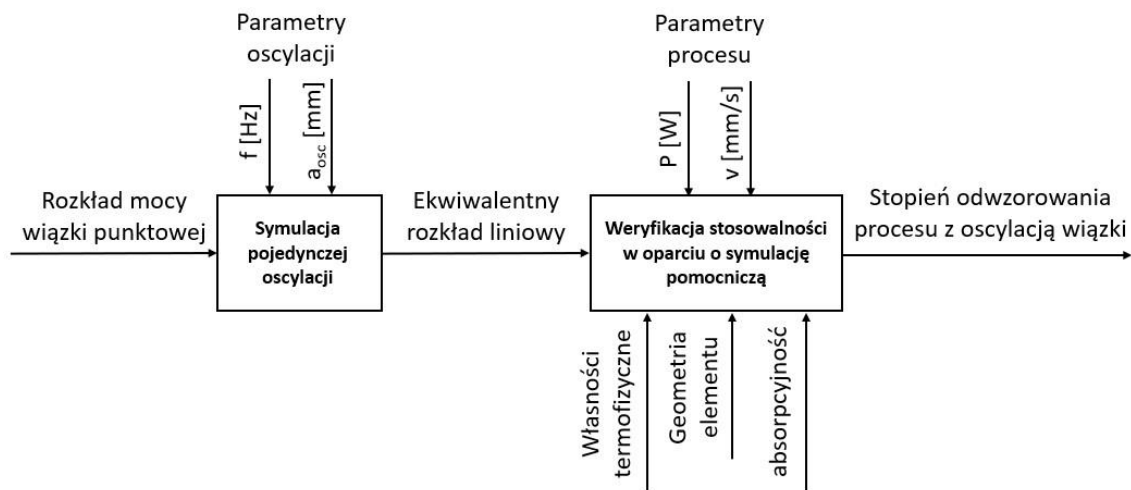 Parametry
oscylacji
f [Hz]
aosc [mm]
Parametry
procesu
P [W]
v [mm/s]
Rozkład mocy
wiązki punktowej
Symulacja
pojedynczej
oscylacji
Ekwiwalentny
rozkład liniowy
Weryfikacja stosowalności
w oparciu o symulację
pomocniczą
Stopień odwzorowania
procesu z oscylacją wiązki
Własności
termofizyczne
Geometria
elementu
absorpcyjność